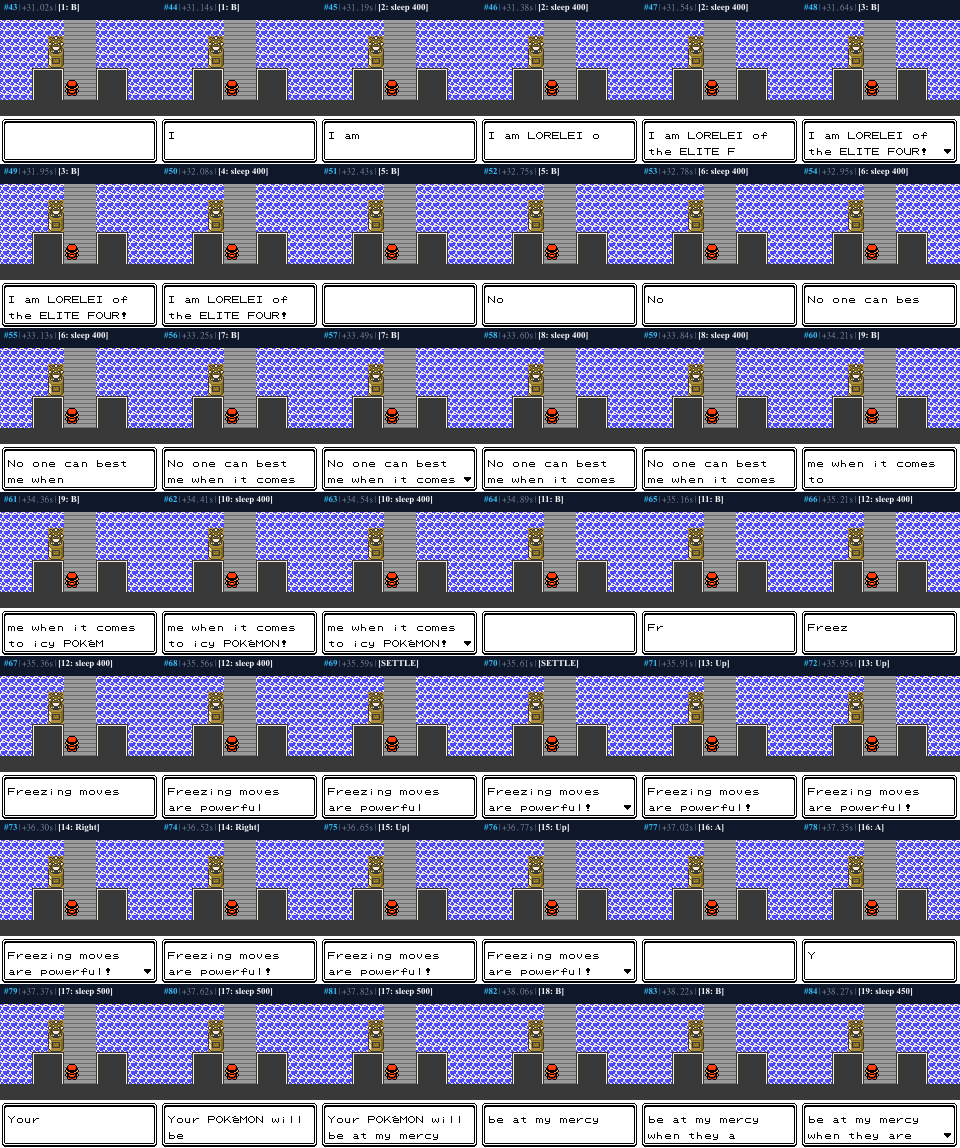 #43|+31.02s| [1: B]
#44|+31.14s| [1: B]
#45|+31.19s| [2: sleep 400]
#46|+31.38s| [2: sleep 400]
#47|+31.54s| [2: sleep 400]
#48|+31.64s| [3: B]
I
I am
I am LORELEI o
I am LORELEI of
the ELITE F
I am LORELEI of
the ELITE FOUR!
#49|+31.95s| [3: B]
#50|+32.08s| [4: sleep 400]
#51|+32.43s| [5: B]
#52|+32.75s| [5: B]
#53|+32.78s| [6: sleep 400]
#54|+32.95s| [6: sleep 400]
I am LORELEI of
the ELITE FOUR!
I am LORELEI of
the ELITE FOUR!
No
No
No one can bes
#55|+33.13s| [6: sleep 400]
#56|+33.25s| [7: B]
#57|+33.49s| [7: B]
#58|+33.60s| [8: sleep 400]
#59|+33.84s| [8: sleep 400]
#60|+34.21s| [9: B]
No one can best
me when
No one can best
me when it comes
No one can best
me when it comes
No one can best
me when it comes
No one can best
me when it comes
me when it comes
to
#61|+34.36s| [9: B]
#62|+34.41s| [10: sleep 400]
#63|+34.54s| [10: sleep 400]
#64|+34.89s| [11: B]
#65|+35.16s| [11: B]
#66|+35.21s| [12: sleep 400]
me when it comes
to icy POKéM
me when it comes
to icy POKéMON!
me when it comes
to icy POKéMON!
Fr
Freez
#67|+35.36s| [12: sleep 400]
#68|+35.56s| [12: sleep 400]
#69|+35.59s| [SETTLE]
#70|+35.61s| [SETTLE]
#71|+35.91s| [13: Up]
#72|+35.95s| [13: Up]
Freezing moves
Freezing moves
are powerful
Freezing moves
are powerful
Freezing moves
are powerful!
Freezing moves
are powerful!
Freezing moves
are powerful!
#73|+36.30s| [14: Right]
#74|+36.52s| [14: Right]
#75|+36.65s| [15: Up]
#76|+36.77s| [15: Up]
#77|+37.02s| [16: A]
#78|+37.35s| [16: A]
Freezing moves
are powerful!
Freezing moves
are powerful!
Freezing moves
are powerful!
Freezing moves
are powerful!
Y
#79|+37.37s| [17: sleep 500]
#80|+37.62s| [17: sleep 500]
#81|+37.82s| [17: sleep 500]
#82|+38.06s| [18: B]
#83|+38.22s| [18: B]
#84|+38.27s| [19: sleep 450]
Your
Your POKéMON will
be
Your POKéMON will
be at my mercy
be at my mercy
be at my mercy
when they a
be at my mercy
when they are